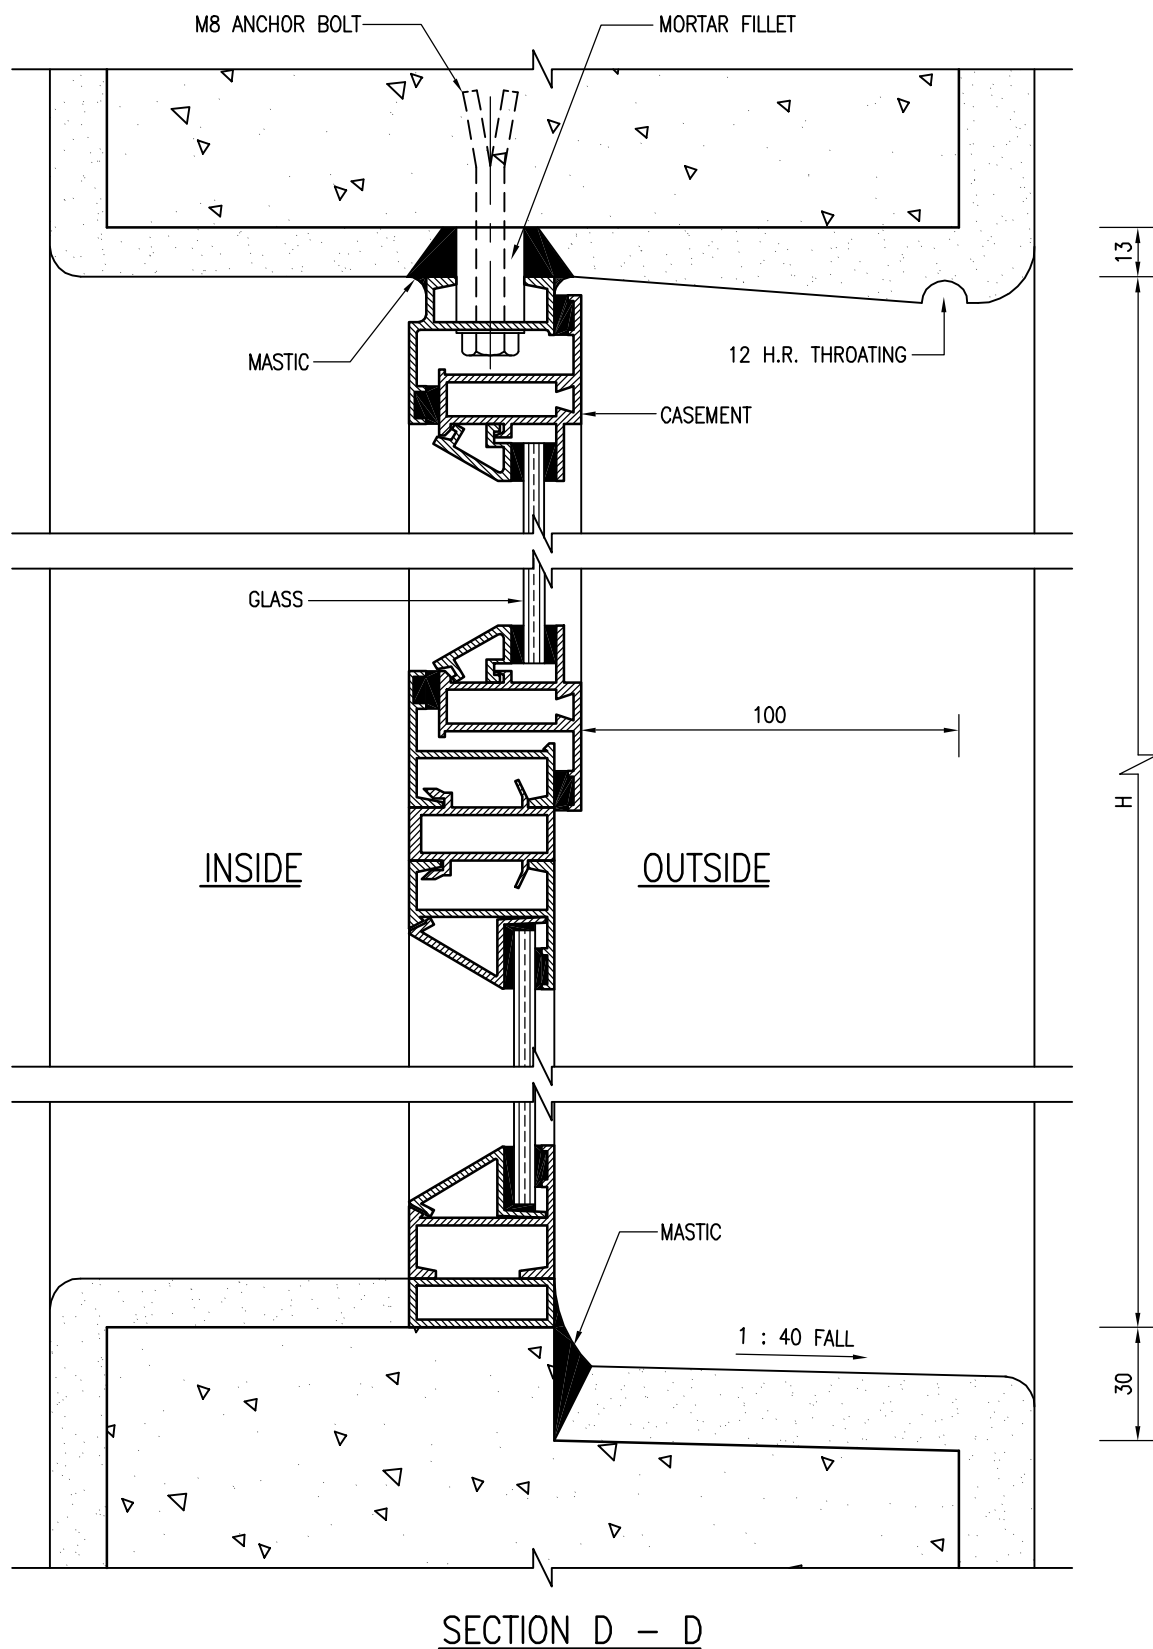 M8 ANCHOR BOLT
MORTAR FILLET
13
MASTIC
12 H.R. THROATING
CASEMENT
GLASS
100
H
INSIDE
OUTSIDE
MASTIC
1 : 40 FALL
30
SECTION D - D